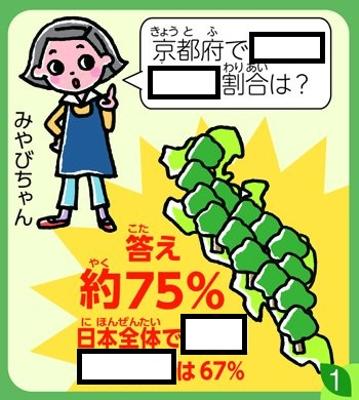 京都府で
割合は？
みやびちゃん
答え
約75%
日本全体で
は67%
1